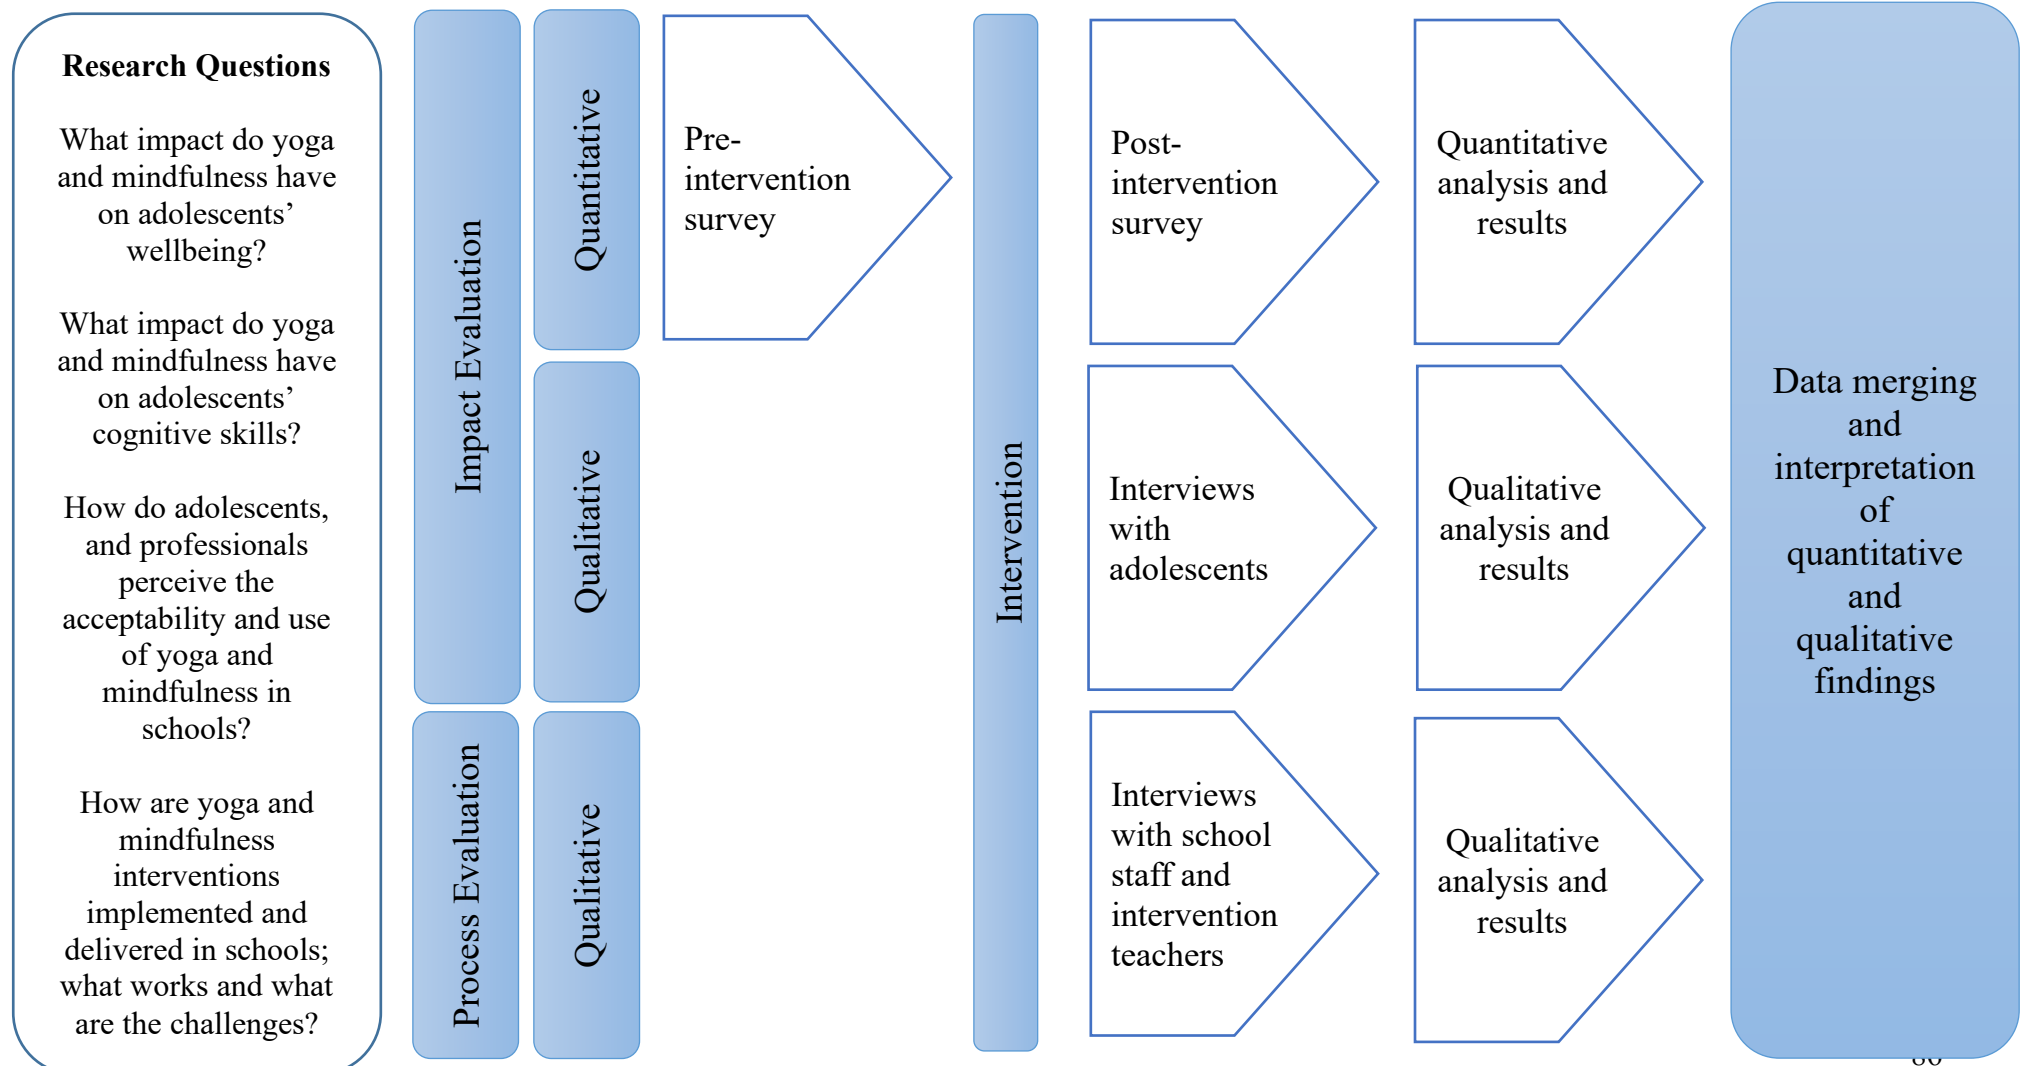 Research Questions
What impact do yoga
and mindfulness have
on adolescents’
wellbeing?
What impact do yoga
and mindfulness have
on adolescents’
cognitive skills?
How do adolescents,
and professionals
perceive the
acceptability and use
of yoga and
mindfulness in
schools?
How are yoga and
mindfulness
interventions
implemented and
delivered in schools;
what works and what
are the challenges?
Impact Evaluation
Process Evaluation
Quantitative
Qualitative
Qualitative
Pre-
intervention
survey
Intervention
Post-
intervention
survey
Interviews
with
adolescents
Interviews
with school
staff and
intervention
teachers
Quantitative
analysis and
results
Qualitative
analysis and
results
Qualitative
analysis and
results
Data merging
and
interpretation
of
quantitative
and
qualitative
findings